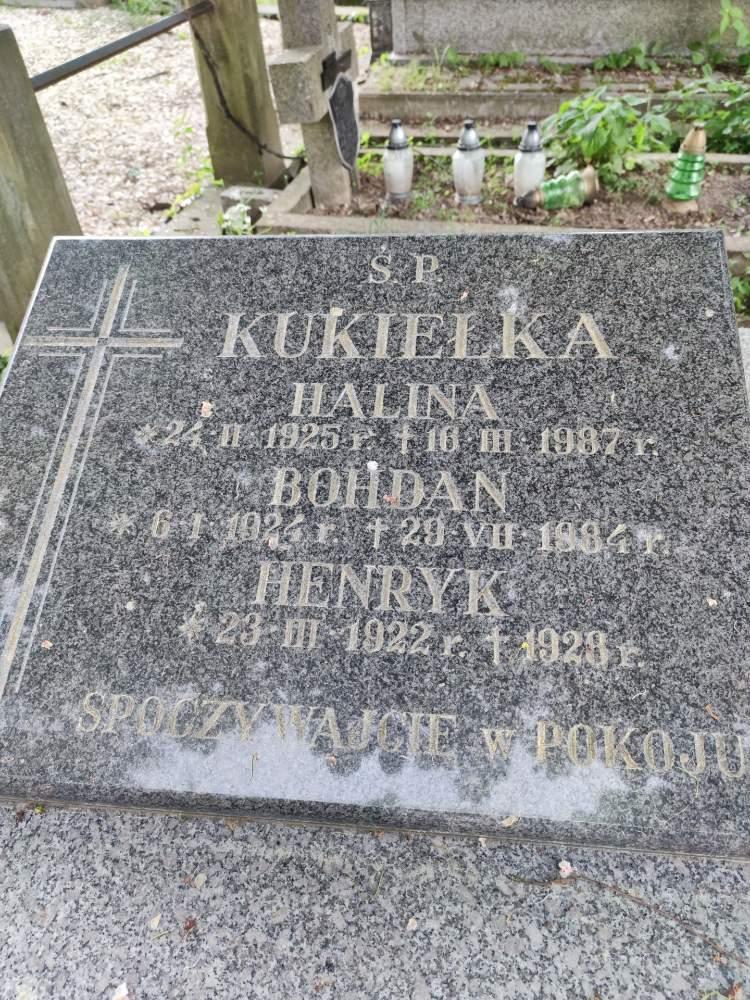 Ś.P.
KUKIEŁKA
HALINA
* 24·II·1925 r. † 16·III·1987 r.
BOHDAN
* 6·I·1924 r. † 29·VII·1984 r.
HENRYK
* 23·III·1922 r. † 1928 r.
SPOCZYWAJCIE w POKOJU